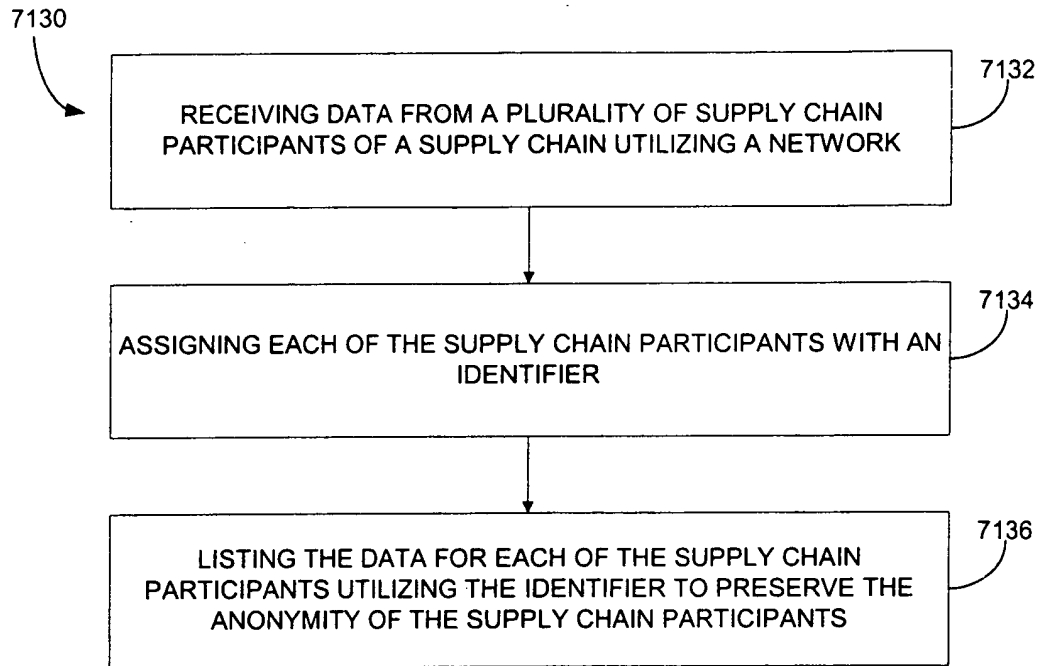 7130
7132
RECEIVING DATA FROM A PLURALITY OF SUPPLY CHAIN
PARTICIPANTS OF A SUPPLY CHAIN UTILIZING A NETWORK
7134
ASSIGNING EACH OF THE SUPPLY CHAIN PARTICIPANTS WITH AN
IDENTIFIER
7136
LISTING THE DATA FOR EACH OF THE SUPPLY CHAIN
PARTICIPANTS UTILIZING THE IDENTIFIER TO PRESERVE THE
ANONYMITY OF THE SUPPLY CHAIN PARTICIPANTS